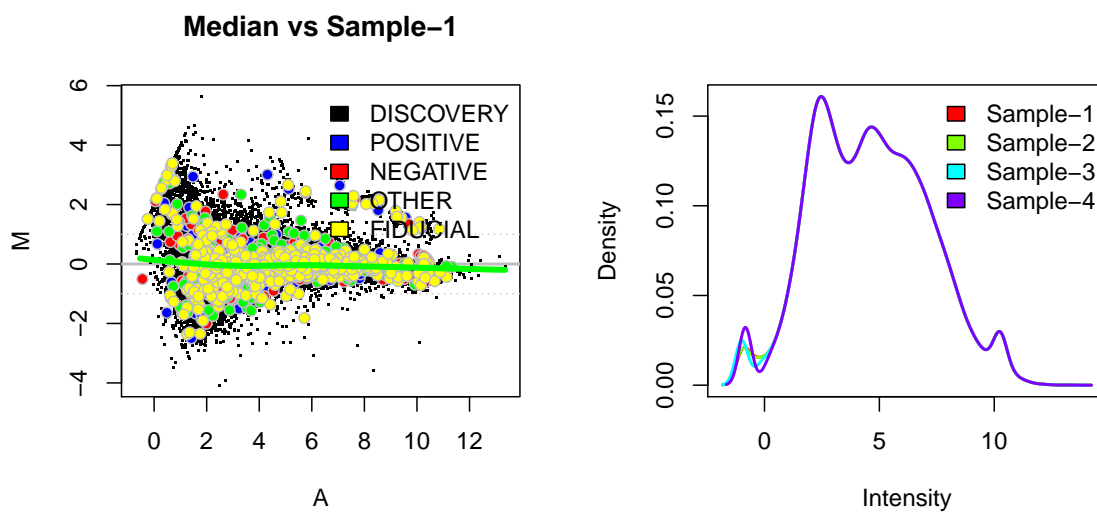 Median vs Sample−1
M
6
4
2
0
−2
−4
DISCOVERY
POSITIVE
NEGATIVE
OTHER
FIDUCIAL
0 2 4 6 8 10 12
A
Density
0.15
0.10
0.05
0.00
Sample−1
Sample−2
Sample−3
Sample−4
0 5 10
Intensity